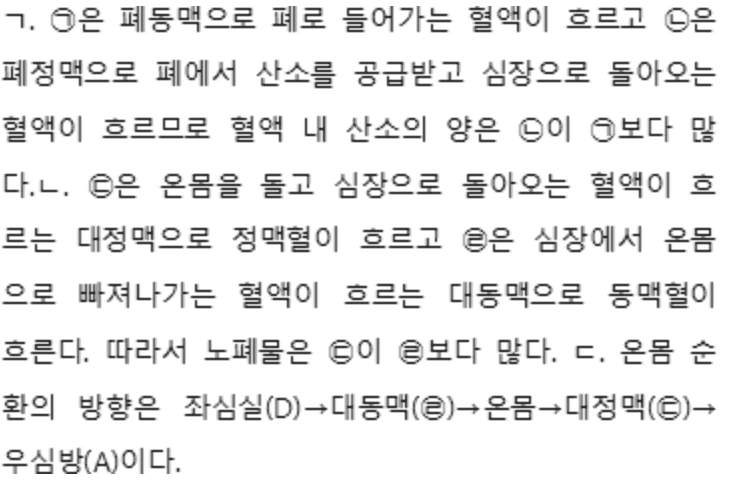 ㄱ. ㉠은 폐동맥으로 폐로 들어가는 혈액이 흐르고 ㉡은
폐정맥으로 폐에서 산소를 공급받고 심장으로 돌아오는
혈액이 흐르므로 혈액 내 산소의 양은 ㉡이 ㉠보다 많
다.ㄴ. ㉢은 온몸을 돌고 심장으로 돌아오는 혈액이 흐
르는 대정맥으로 정맥혈이 흐르고 ㉣은 심장에서 온몸
으로 빠져나가는 혈액이 흐르는 대동맥으로 동맥혈이
흐른다. 따라서 노폐물은 ㉢이 ㉣보다 많다. ㄷ. 온몸 순
환의 방향은 좌심실(D)→대동맥(㉣)→온몸→대정맥(㉢)→
우심방(A)이다.